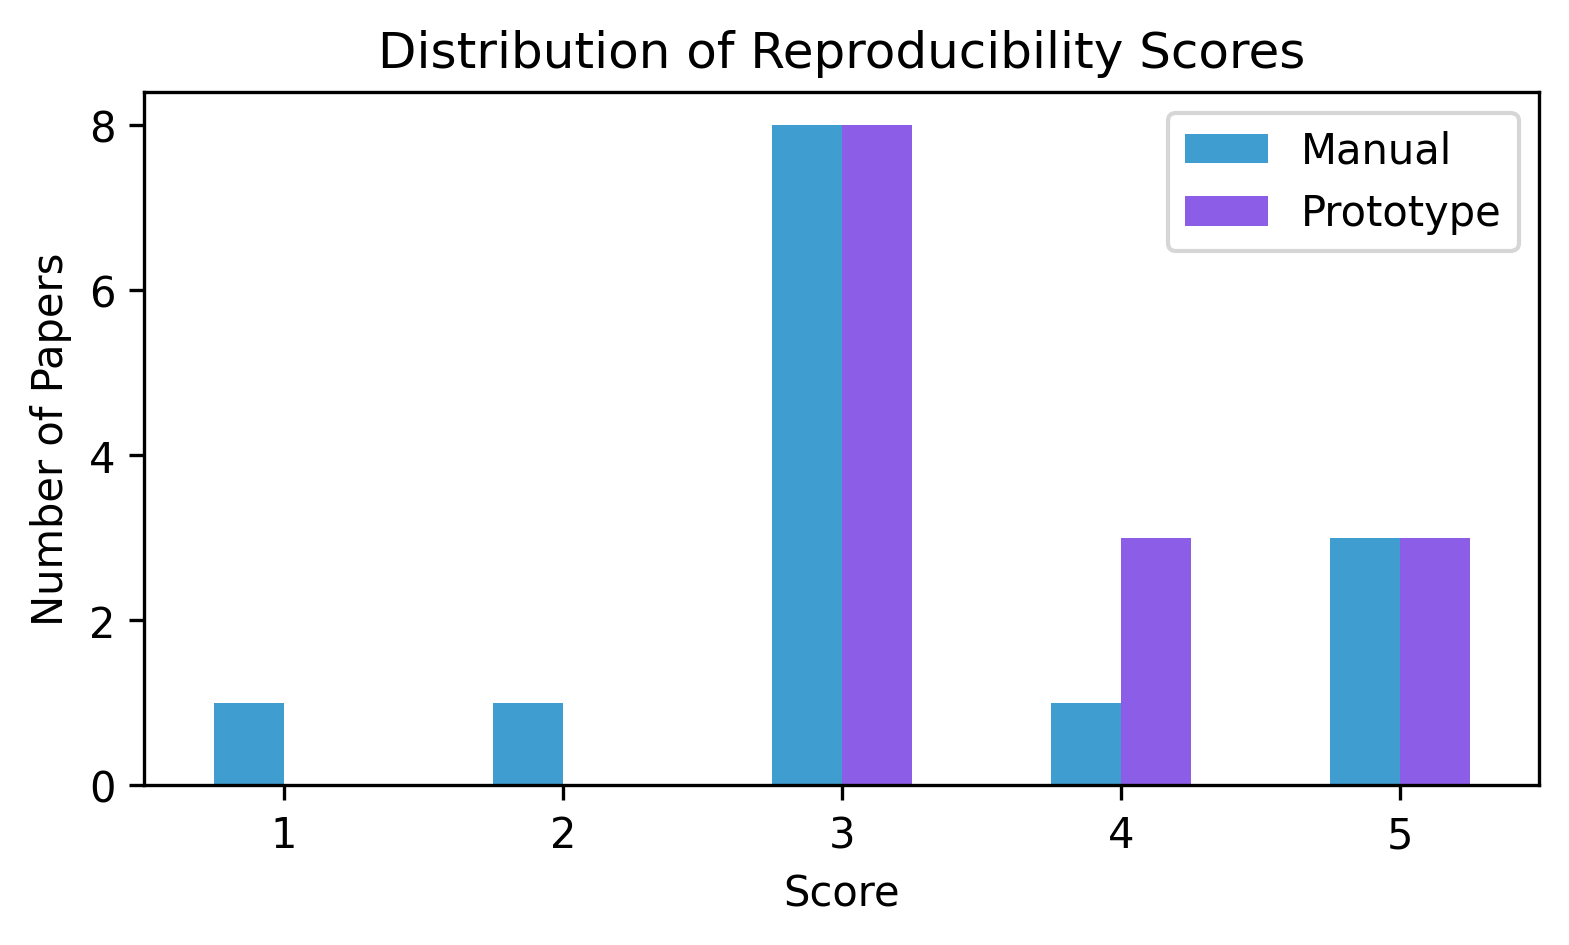 Distribution of Reproducibility Scores
Manual
Prototype
Number of Papers
8
6
4
2
0
1 2 3 4 5
Score